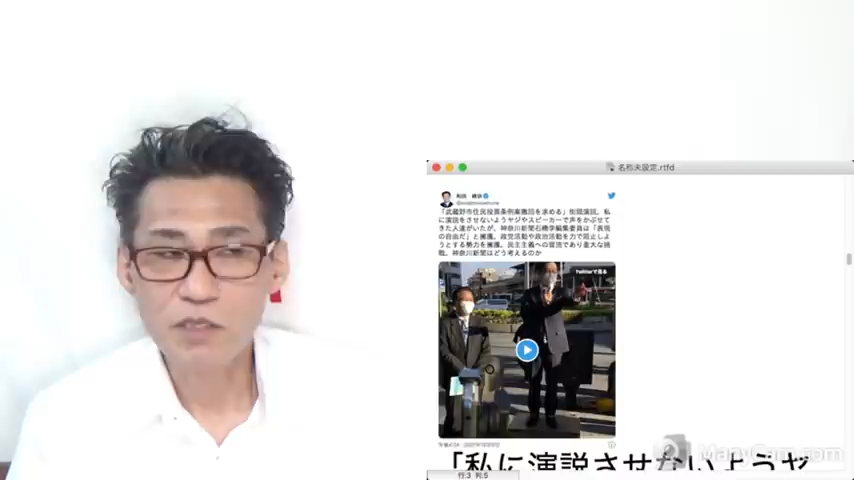 名称未設定.rtfd
「武蔵野市住民投票条例案撤回を求める」街頭演説。私
に演説をさせないようヤジやスピーカーで声をかぶせて
きた人達がいたが、神奈川新聞石橋学編集委員は「表現
の自由だ」と擁護。政党活動や政治活動を力で阻止しよ
うとする勢力を擁護。民主主義への冒涜であり重大な挑
戦。神奈川新聞はどう考えるのか
Twitterで見る
「私に演説させないようヤ
行:3 列:5
ManyCam.com